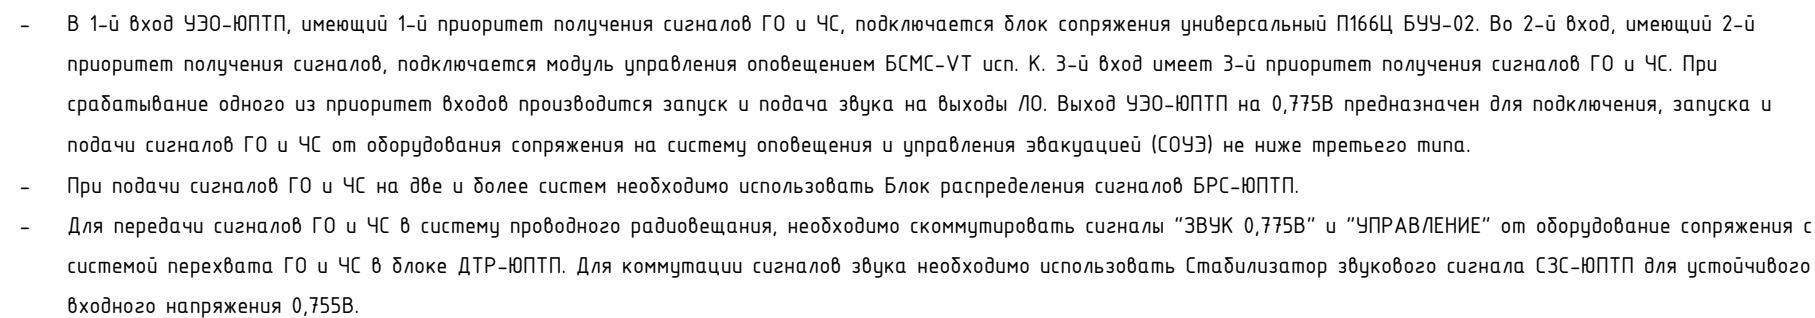 - В 1-й вход УЭО-ЮПТП, имеющий 1-й приоритет получения сигналов ГО и ЧС, подключается блок сопряжения универсальный П166Ц БУУ-02. Во 2-й вход, имеющий 2-й
приоритет получения сигналов, подключается модуль управления оповещением БСМС-VT исп. К. 3-й вход имеет 3-й приоритет получения сигналов ГО и ЧС. При
срабатывание одного из приоритет входов производится запуск и подача звука на выходы ЛО. Выход УЭО-ЮПТП на 0,775В предназначен для подключения, запуска и
подачи сигналов ГО и ЧС от оборудования сопряжения на систему оповещения и управления эвакуацией (СОУЭ) не ниже третьего типа.
- При подачи сигналов ГО и ЧС на две и более систем необходимо использовать Блок распределения сигналов БРС-ЮПТП.
- Для передачи сигналов ГО и ЧС в систему проводного радиовещания, необходимо скоммутировать сигналы "ЗВУК 0,775В" и "УПРАВЛЕНИЕ" от оборудование сопряжения с
системой перехвата ГО и ЧС в блоке ДТР-ЮПТП. Для коммутации сигналов звука необходимо использовать Стабилизатор звукового сигнала СЗС-ЮПТП для устойчивого
входного напряжения 0,755В.